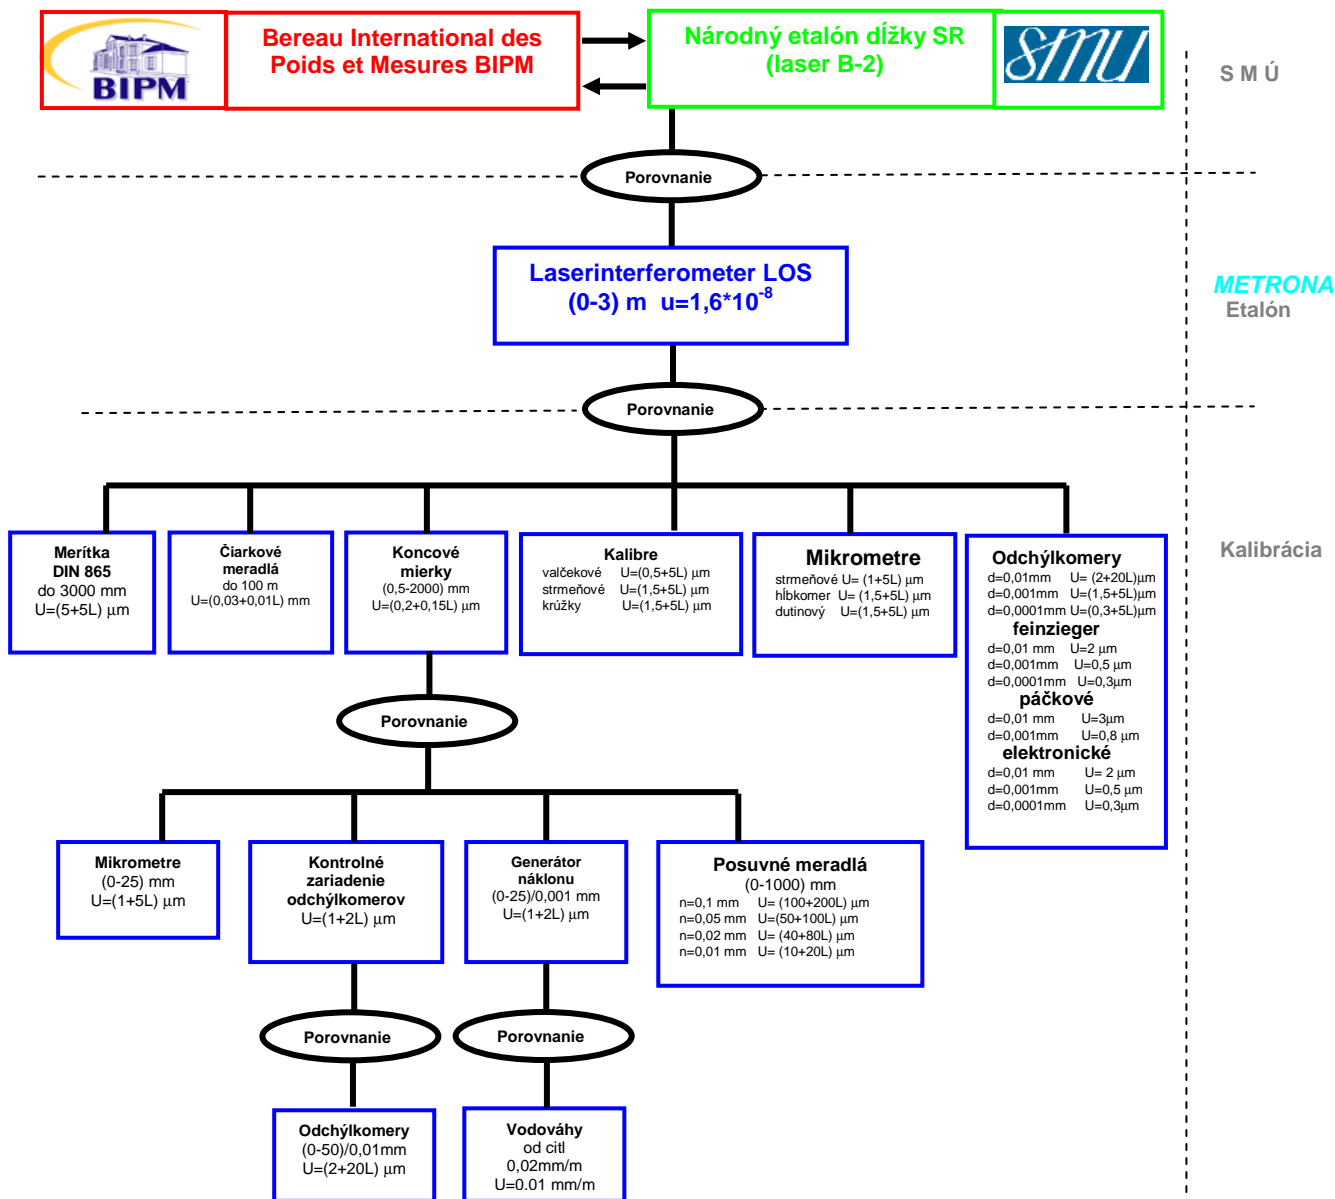 BIPM
Bereau International des
Poids et Mesures BIPM
Národný etalón dĺžky SR
(laser B-2)
SMU
S M Ú
Porovnanie
Laserinterferometer LOS
(0-3) m u=1,6*10⁻⁸
METRONA
Etalón
Porovnanie
Merítka
DIN 865
do 3000 mm
U=(5+5L) µm
Čiarkové
meradlá
do 100 m
U=(0,03+0,01L) mm
Koncové
mierky
(0,5-2000) mm
U=(0,2+0,15L) µm
Kalibre
valčekové U=(0,5+5L) µm
strmeňové U=(1,5+5L) µm
krúžky U=(1,5+5L) µm
Mikrometre
strmeňové U= (1+5L) µm
hĺbkomer U= (1,5+5L) µm
dutinový U=(1,5+5L) µm
Odchýlkomery
d=0,01mm U= (2+20L)µm
d=0,001mm U=(1,5+5L)µm
d=0,0001mm U=(0,3+5L)µm
feinzieger
d=0,01 mm U=2 µm
d=0,001mm U=0,5 µm
d=0,0001mm U=0,3µm
páčkové
d=0,01 mm U=3µm
d=0,001mm U=0,8 µm
elektronické
d=0,01 mm U= 2 µm
d=0,001mm U=0,5 µm
d=0,0001mm U=0,3µm
Kalibrácia
Porovnanie
Mikrometre
(0-25) mm
U=(1+5L) µm
Kontrolné
zariadenie
odchýlkomerov
U=(1+2L) µm
Generátor
náklonu
(0-25)/0,001 mm
U=(1+2L) µm
Posuvné meradlá
(0-1000) mm
n=0,1 mm U= (100+200L) µm
n=0,05 mm U=(50+100L) µm
n=0,02 mm U= (40+80L) µm
n=0,01 mm U= (10+20L) µm
Porovnanie
Porovnanie
Odchýlkomery
(0-50)/0,01mm
U=(2+20L) µm
Vodováhy
od citl
0,02mm/m
U=0.01 mm/m